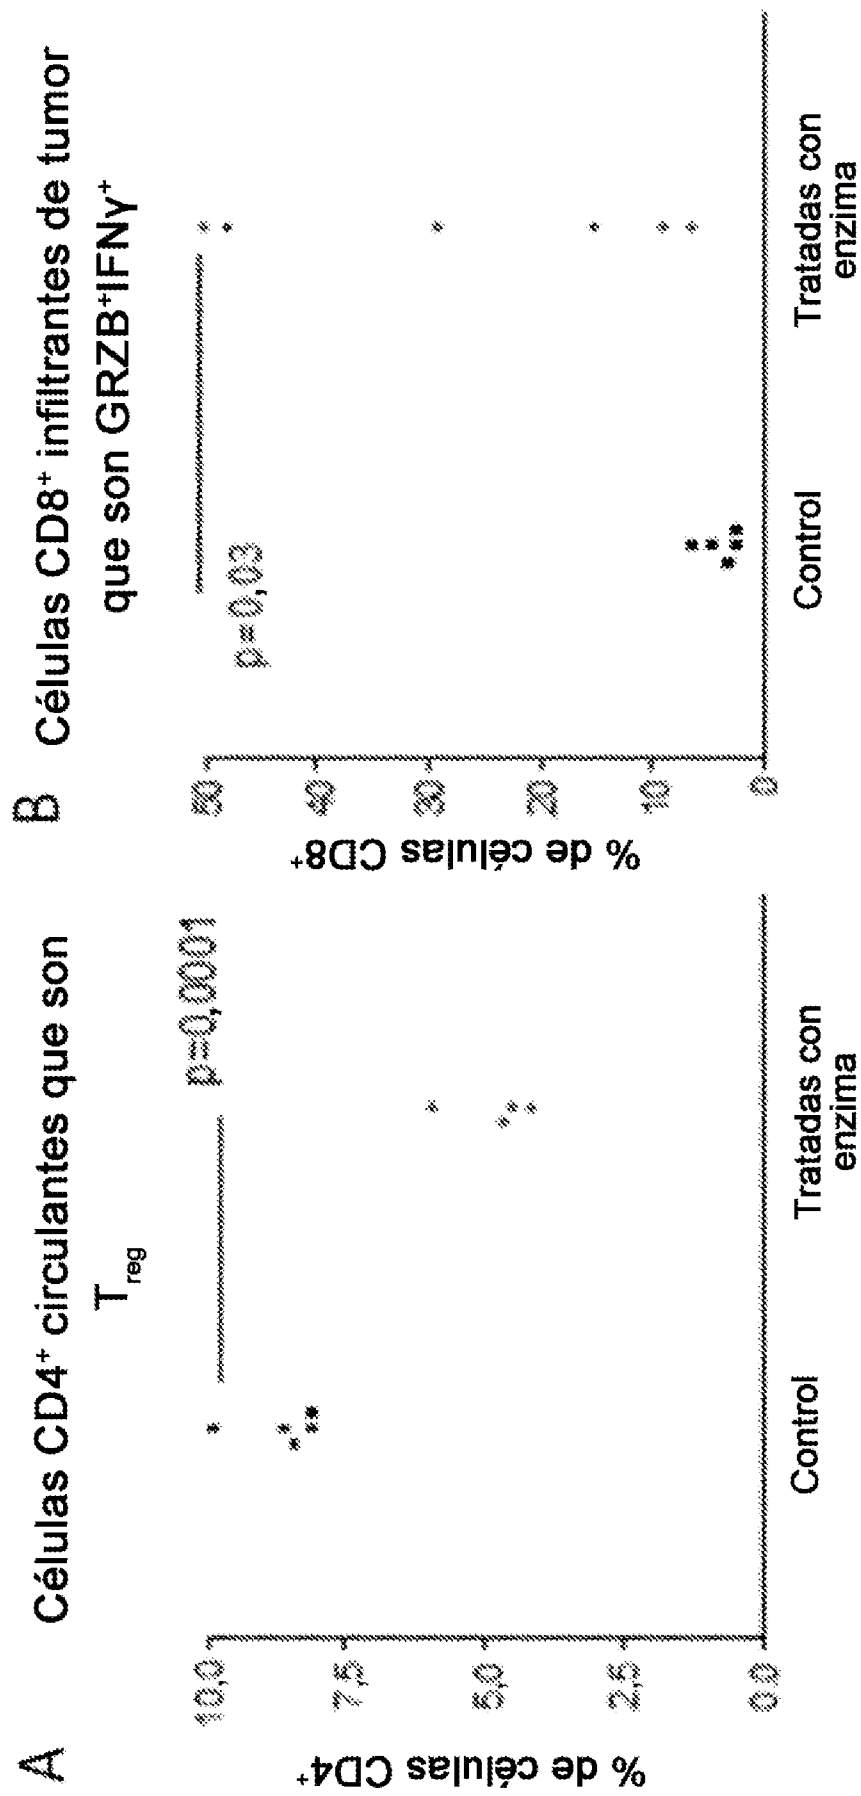 A
Células CD4⁺ circulantes que son
T_reg
p=0,0001
% de células CD4⁺
10,0
7,5
5,0
2,5
0.0
Control
Tratadas con
enzima
B
Células CD8⁺ infiltrantes de tumor
que son GRZB⁺IFNγ⁺
p=0,03
% de células CD8⁺
50
40
30
20
10
0
Control
Tratadas con
enzima